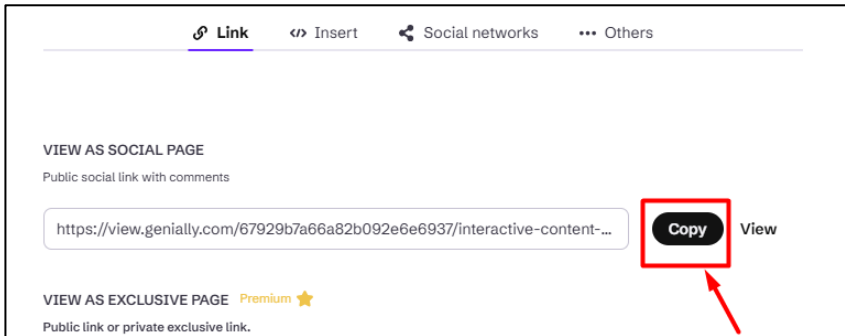 Link </> Insert Social networks ••• Others
VIEW AS SOCIAL PAGE
Public social link with comments
https://view.genially.com/67929b7a66a82b092e6e6937/interactive-content-... Copy View
VIEW AS EXCLUSIVE PAGE Premium
Public link or private exclusive link.